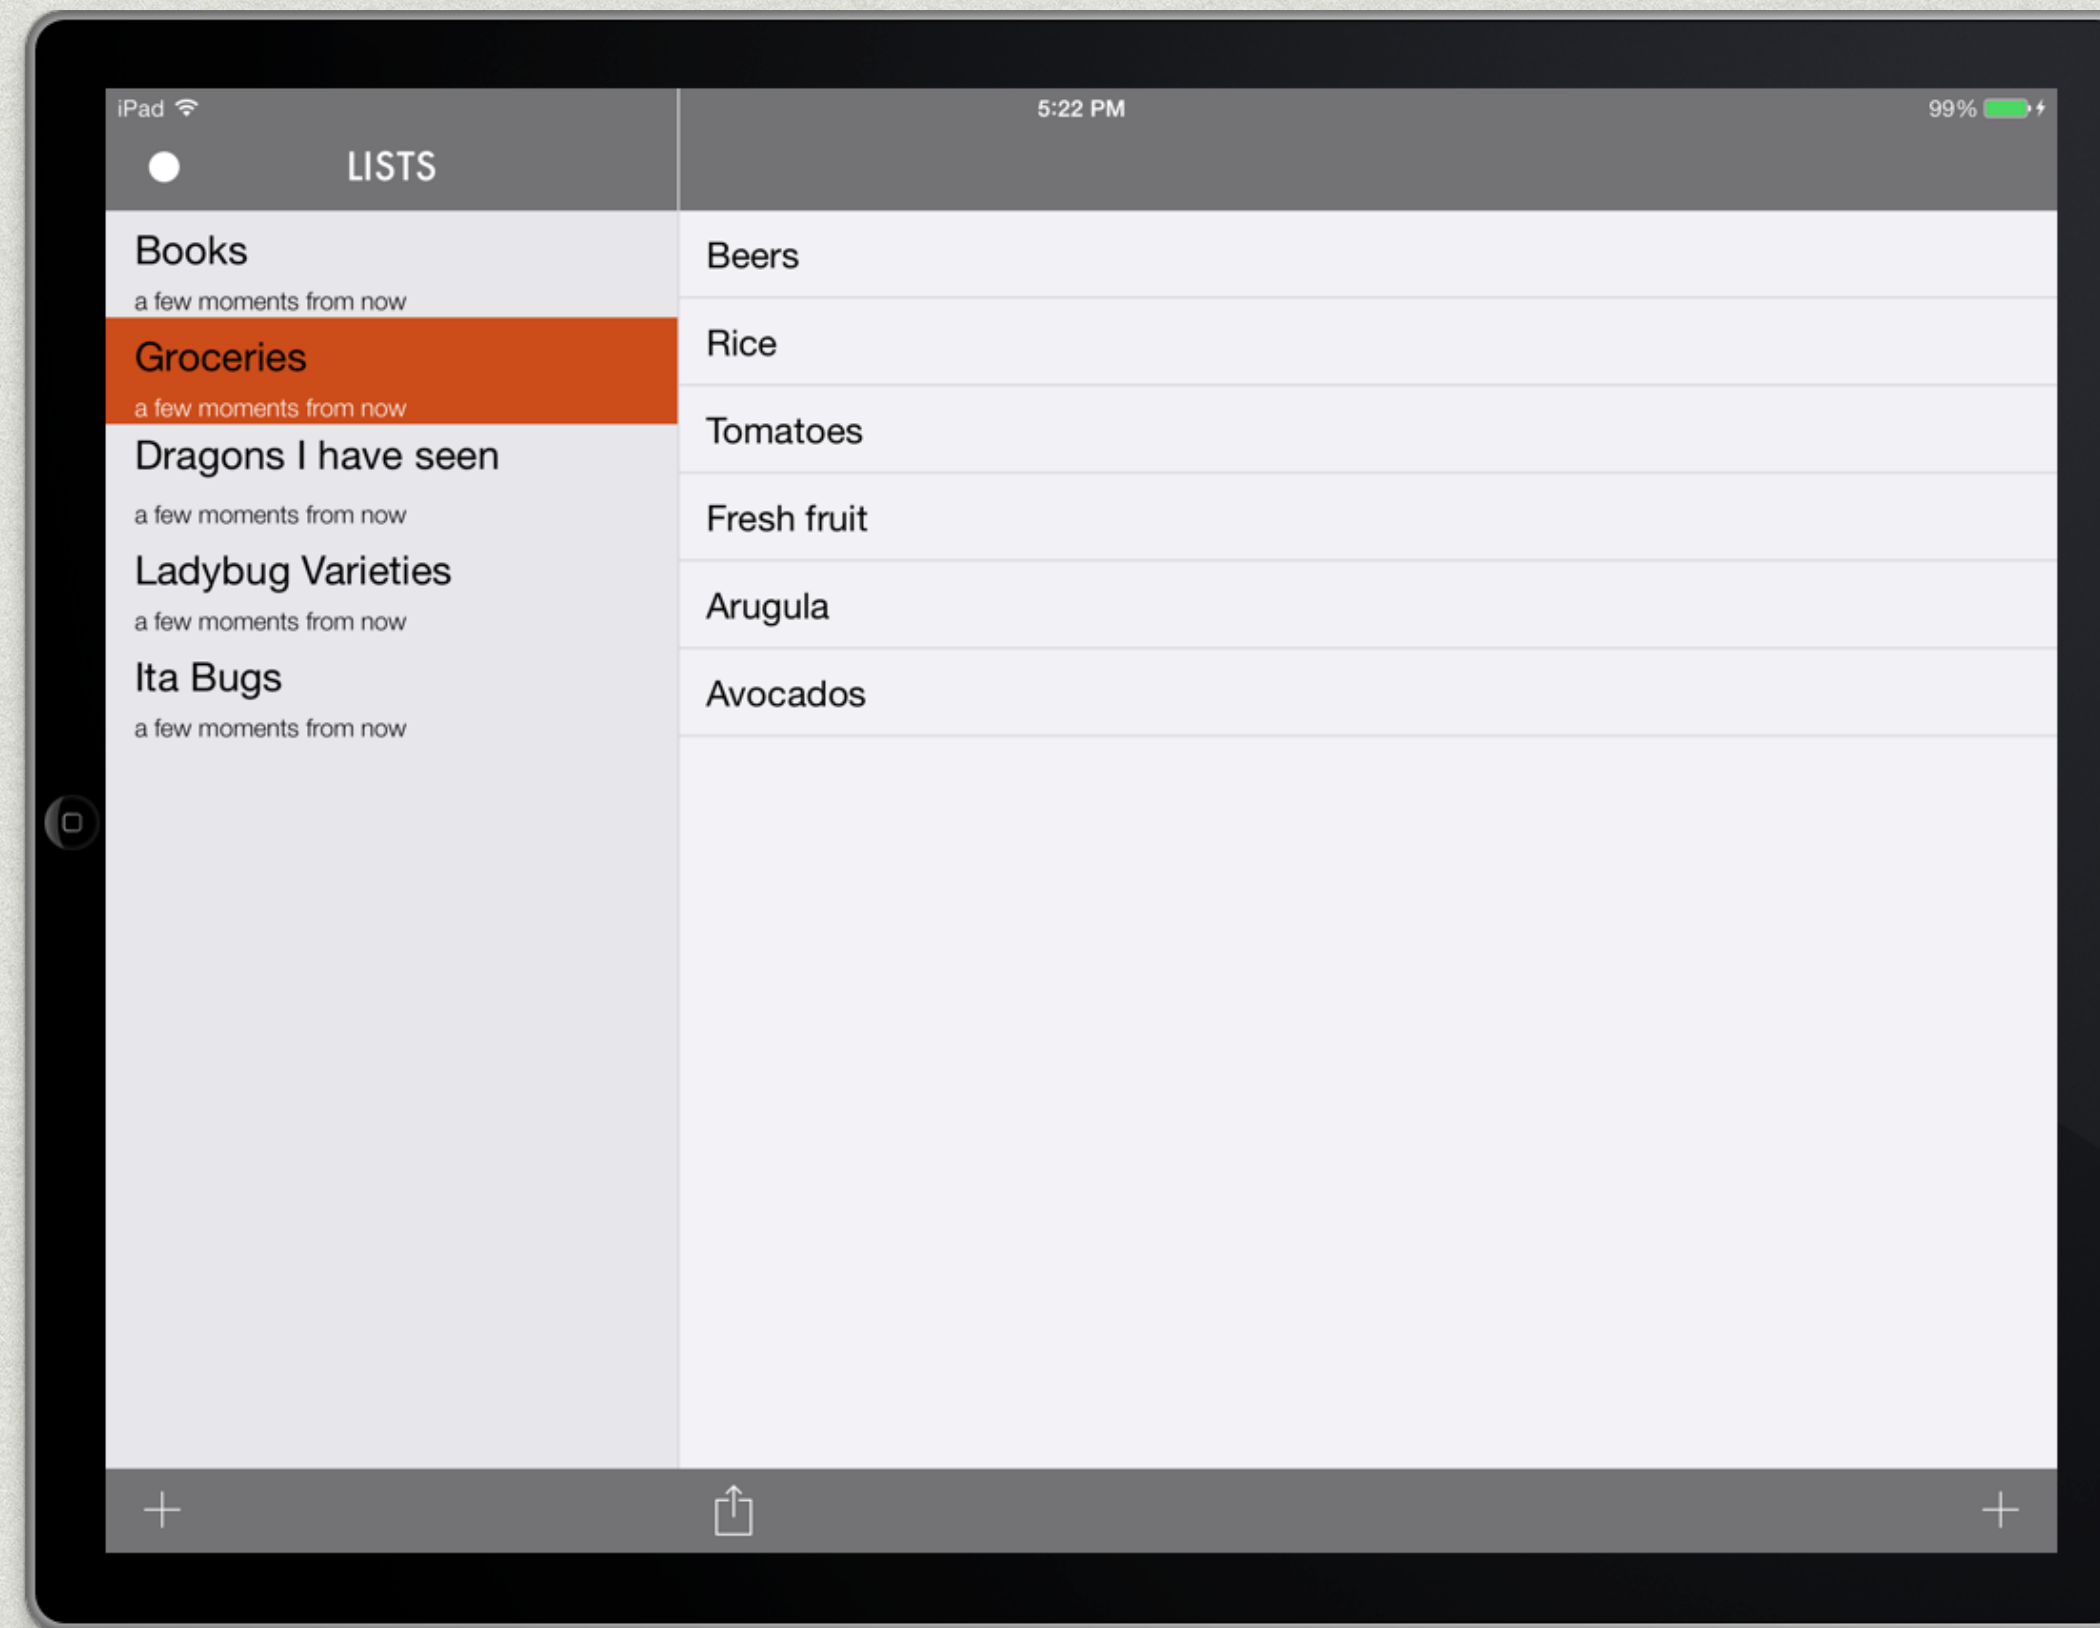 iPad
5:22 PM
99%
LISTS
Books
a few moments from now
Groceries
a few moments from now
Dragons I have seen
a few moments from now
Ladybug Varieties
a few moments from now
Ita Bugs
a few moments from now
Beers
Rice
Tomatoes
Fresh fruit
Arugula
Avocados